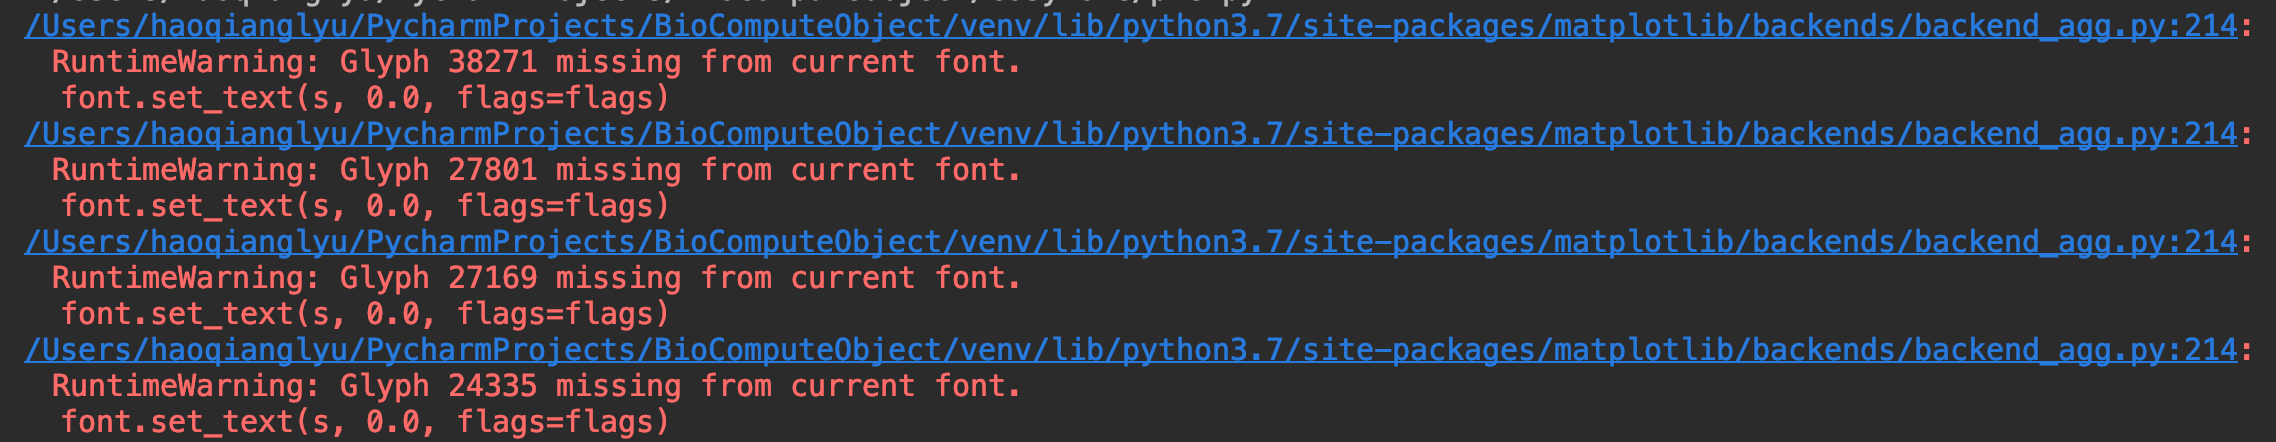 /Users/haoqianglyu/PycharmProjects/BioComputeObject/venv/lib/python3.7/site-packages/matplotlib/backends/backend_agg.py:214:
RuntimeWarning: Glyph 38271 missing from current font.
font.set_text(s, 0.0, flags=flags)
/Users/haoqianglyu/PycharmProjects/BioComputeObject/venv/lib/python3.7/site-packages/matplotlib/backends/backend_agg.py:214:
RuntimeWarning: Glyph 27801 missing from current font.
font.set_text(s, 0.0, flags=flags)
/Users/haoqianglyu/PycharmProjects/BioComputeObject/venv/lib/python3.7/site-packages/matplotlib/backends/backend_agg.py:214:
RuntimeWarning: Glyph 27169 missing from current font.
font.set_text(s, 0.0, flags=flags)
/Users/haoqianglyu/PycharmProjects/BioComputeObject/venv/lib/python3.7/site-packages/matplotlib/backends/backend_agg.py:214:
RuntimeWarning: Glyph 24335 missing from current font.
font.set_text(s, 0.0, flags=flags)